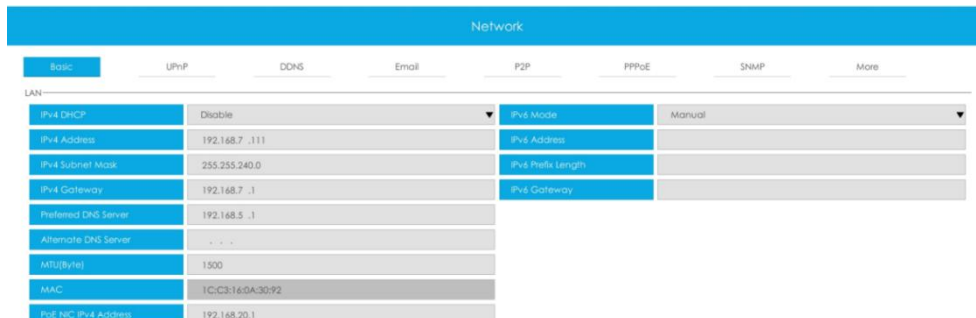 Network
Basic UPnP DDNS Email P2P PPPoE SNMP More
LAN
IPv4 DHCP Disable IPv6 Mode Manual
IPv4 Address 192.168.7 .111 IPv6 Address
IPv4 Subnet Mask 255.255.240.0 IPv6 Prefix Length
IPv4 Gateway 192.168.7 .1 IPv6 Gateway
Preferred DNS Server 192.168.5 .1
Alternate DNS Server . . .
MTU(Byte) 1500
MAC 1C:C3:16:0A:30:92
PoE NIC IPv4 Address 192.168.20.1